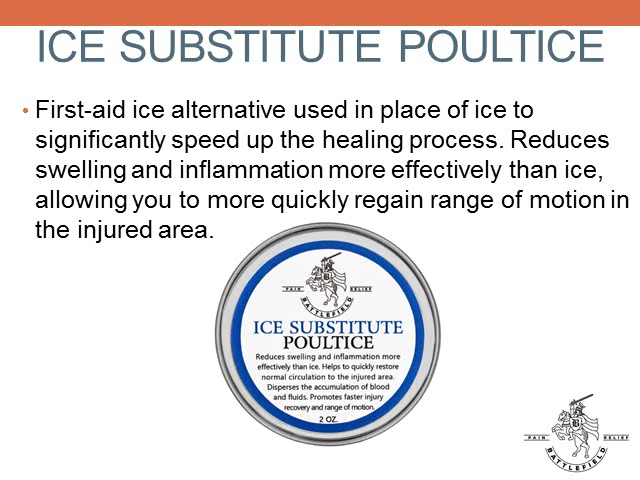 ICE SUBSTITUTE POULTICE
• First-aid ice alternative used in place of ice to
significantly speed up the healing process. Reduces
swelling and inflammation more effectively than ice,
allowing you to more quickly regain range of motion in
the injured area.
PAIN RELIEF
BATTLEFIELD
ICE SUBSTITUTE
POULTICE
Reduces swelling and inflammation more
effectively than ice. Helps to quickly restore
normal circulation to the injured area.
Disperses the accumulation of blood
and fluids. Promotes faster injury
recovery and range of motion.
2 OZ.
PAIN RELIEF
BATTLEFIELD